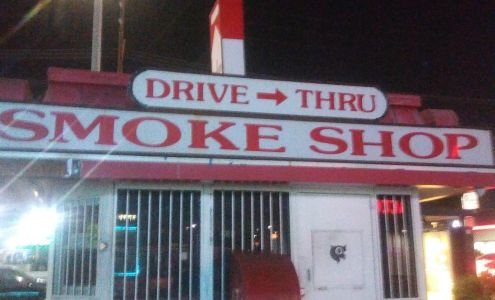 DRIVE → THRU
SMOKE SHOP